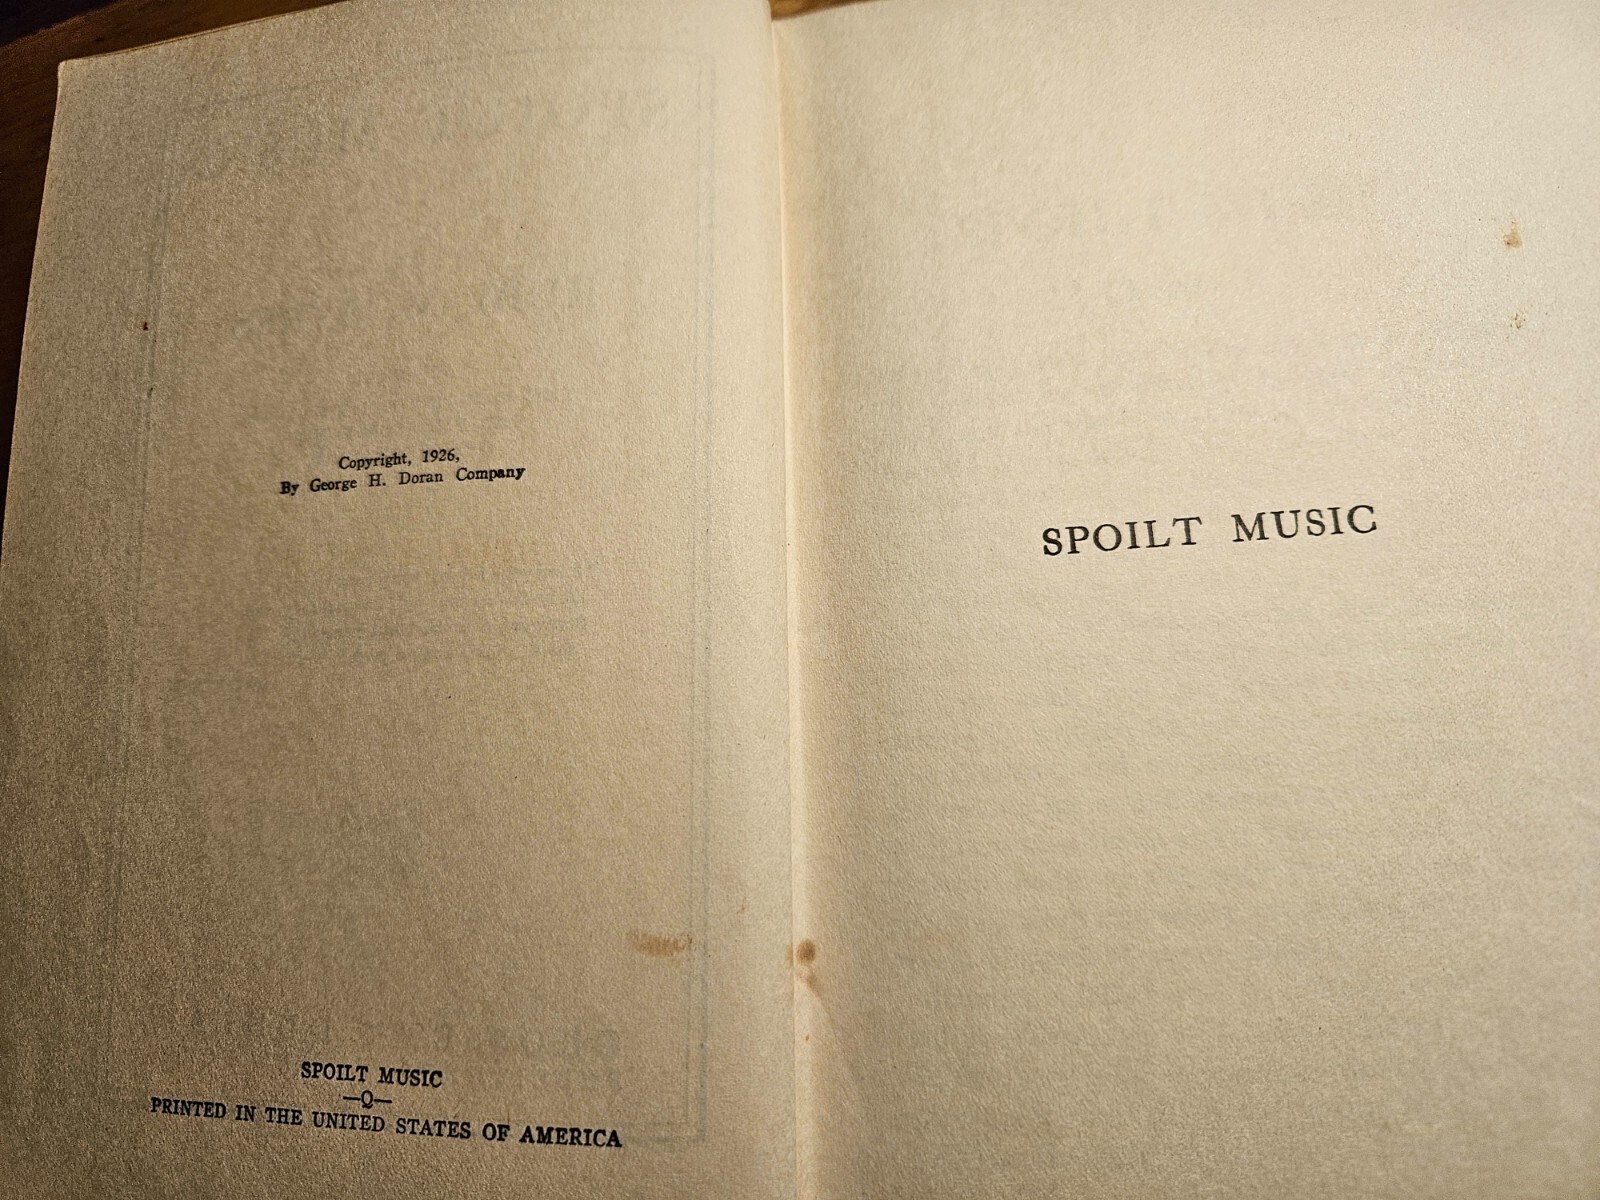 Copyright, 1926,
By George H. Doran Company
SPOILT MUSIC
—Q—
PRINTED IN THE UNITED STATES OF AMERICA
SPOILT MUSIC